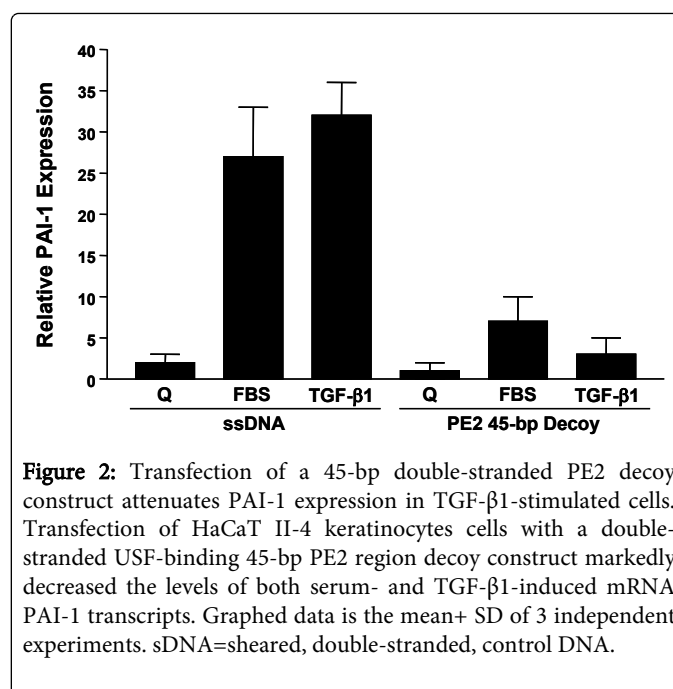 40
35
30
25
20
15
10
5
0
Relative PAI-1 Expression
Q FBS TGF-β1 Q FBS TGF-β1
ssDNA PE2 45-bp Decoy
Figure 2: Transfection of a 45-bp double-stranded PE2 decoy
construct attenuates PAI-1 expression in TGF-β1-stimulated cells.
Transfection of HaCaT II-4 keratinocytes cells with a double-
stranded USF-binding 45-bp PE2 region decoy construct markedly
decreased the levels of both serum- and TGF-β1-induced mRNA
PAI-1 transcripts. Graphed data is the mean+ SD of 3 independent
experiments. sDNA=sheared, double-stranded, control DNA.